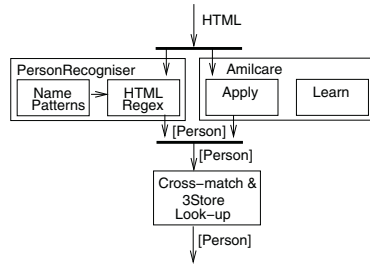 HTML
PersonRecogniser
Name
Patterns
HTML
Regex
Amilcare
Apply
Learn
[Person]
[Person]
Cross-match &
3Store
Look-up
[Person]